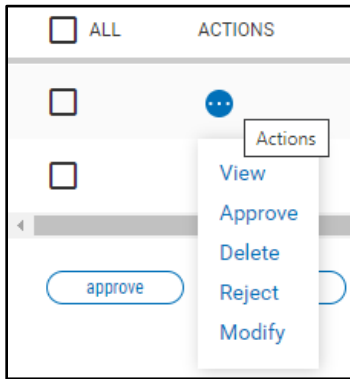 ALL ACTIONS
Actions
View
Approve
Delete
Reject
approve
Modify